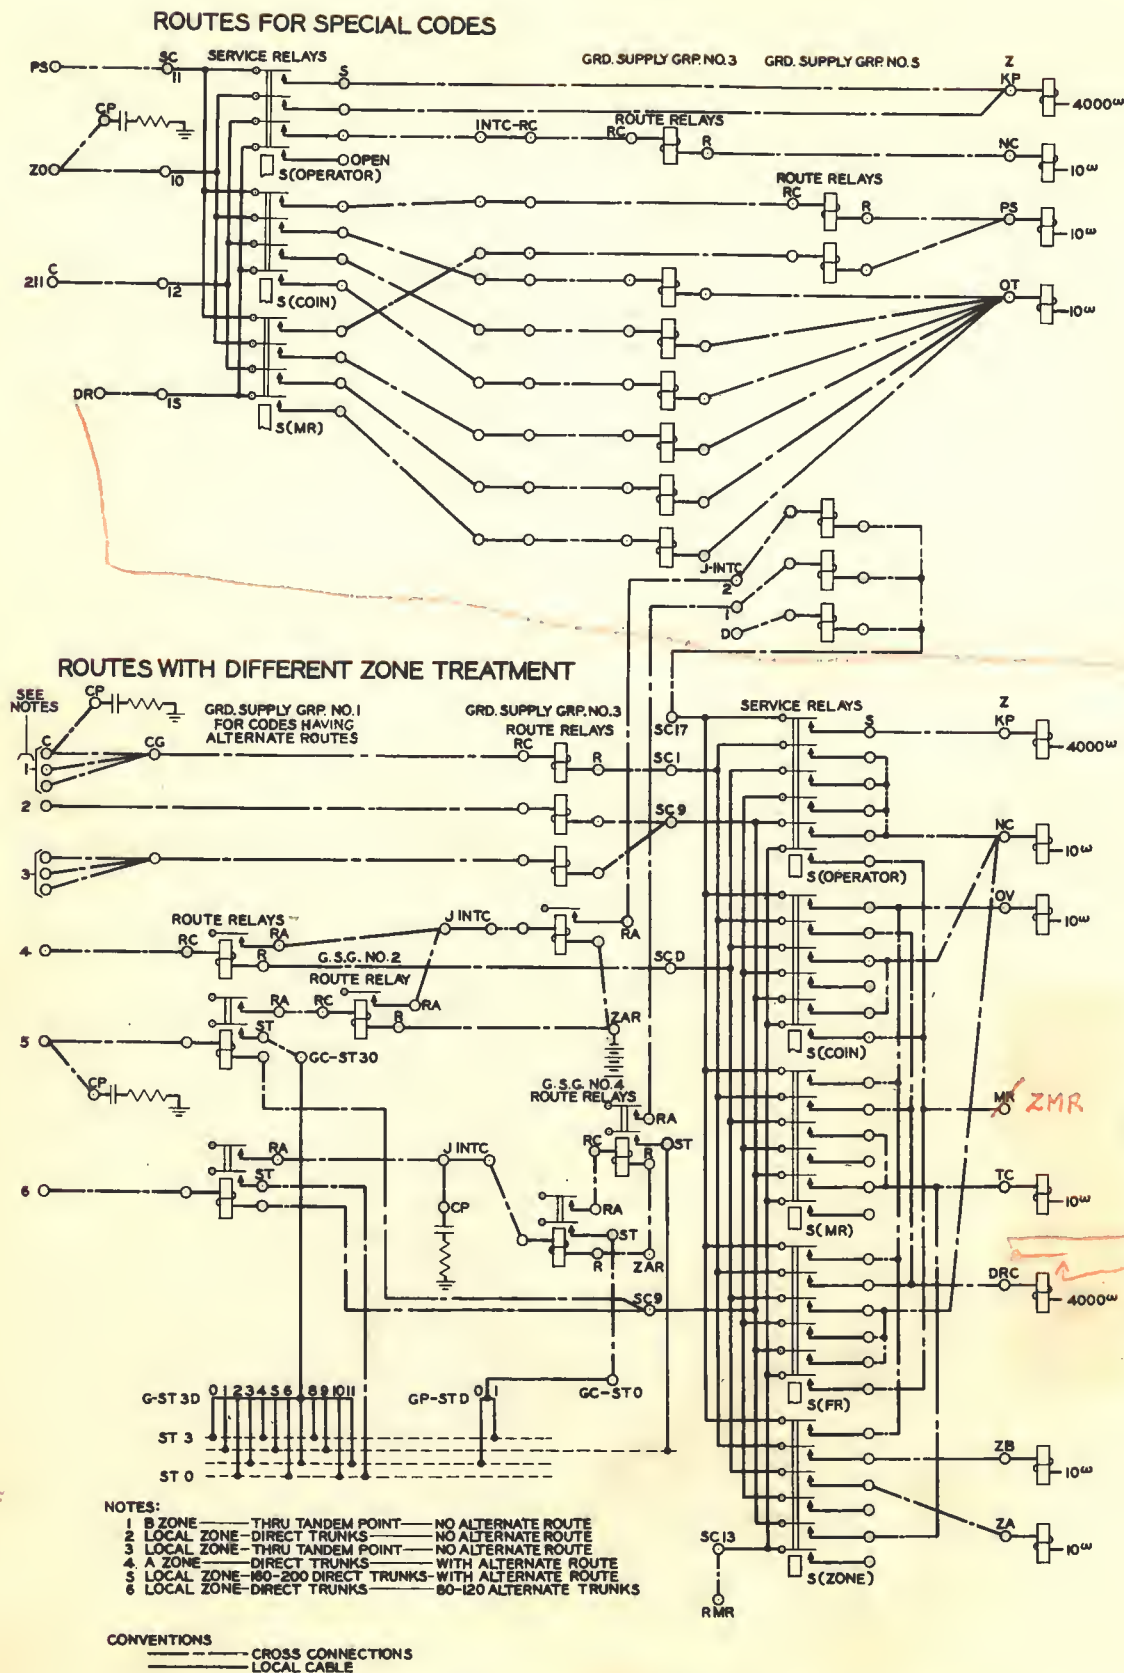 ROUTES FOR SPECIAL CODES
SERVICE RELAYS
GRD. SUPPLY GRP. NO. 3
GRD. SUPPLY GRP. NO. 5
Z
PS
SC
11
S
KP
4000ω
CP
INTC-RC
ROUTE RELAYS
RC
R
NC
10ω
ZO
10
OPEN
S(OPERATOR)
ROUTE RELAYS
RC
R
PS
10ω
211
C
12
S(COIN)
OT
10ω
DR
15
S(MR)
J-INTC
2
1
D
ROUTES WITH DIFFERENT ZONE TREATMENT
SEE NOTES
CP
GRD. SUPPLY GRP. NO. 1
FOR CODES HAVING
ALTERNATE ROUTES
GRD. SUPPLY GRP. NO. 3
ROUTE RELAYS
SC17
SERVICE RELAYS
S
Z
KP
4000ω
C
CG
RC
R
SC1
1
2
SC9
NC
10ω
3
S(OPERATOR)
OV
10ω
ROUTE RELAYS
J INTC
RA
4
RC
RA
R
G.S.G. NO. 2
SCD
ROUTE RELAY
RA
RC
RA
R
ZAR
5
ST
GC-ST30
S(COIN)
CP
G.S.G. NO. 4
ROUTE RELAYS
RA
MR
ZMR
RC
R
ST
RA
J INTC
6
ST
TC
10ω
CP
RA
ST
S(MR)
R
ZAR
DRC
4000ω
SC9
G-ST 3D
0 1 2 3 4 5 6 8 9 10 11
GP-STD
0 1
GC-STO
S(FR)
ST 3
ST 0
ZB
10ω
NOTES:
1 B ZONE — THRU TANDEM POINT — NO ALTERNATE ROUTE
2 LOCAL ZONE - DIRECT TRUNKS — NO ALTERNATE ROUTE
3 LOCAL ZONE - THRU TANDEM POINT — NO ALTERNATE ROUTE
4 A ZONE — DIRECT TRUNKS — WITH ALTERNATE ROUTE
5 LOCAL ZONE - 160-200 DIRECT TRUNKS - WITH ALTERNATE ROUTE
6 LOCAL ZONE - DIRECT TRUNKS — 80-120 ALTERNATE TRUNKS
SC13
ZA
10ω
S(ZONE)
RMR
CONVENTIONS
CROSS CONNECTIONS
LOCAL CABLE